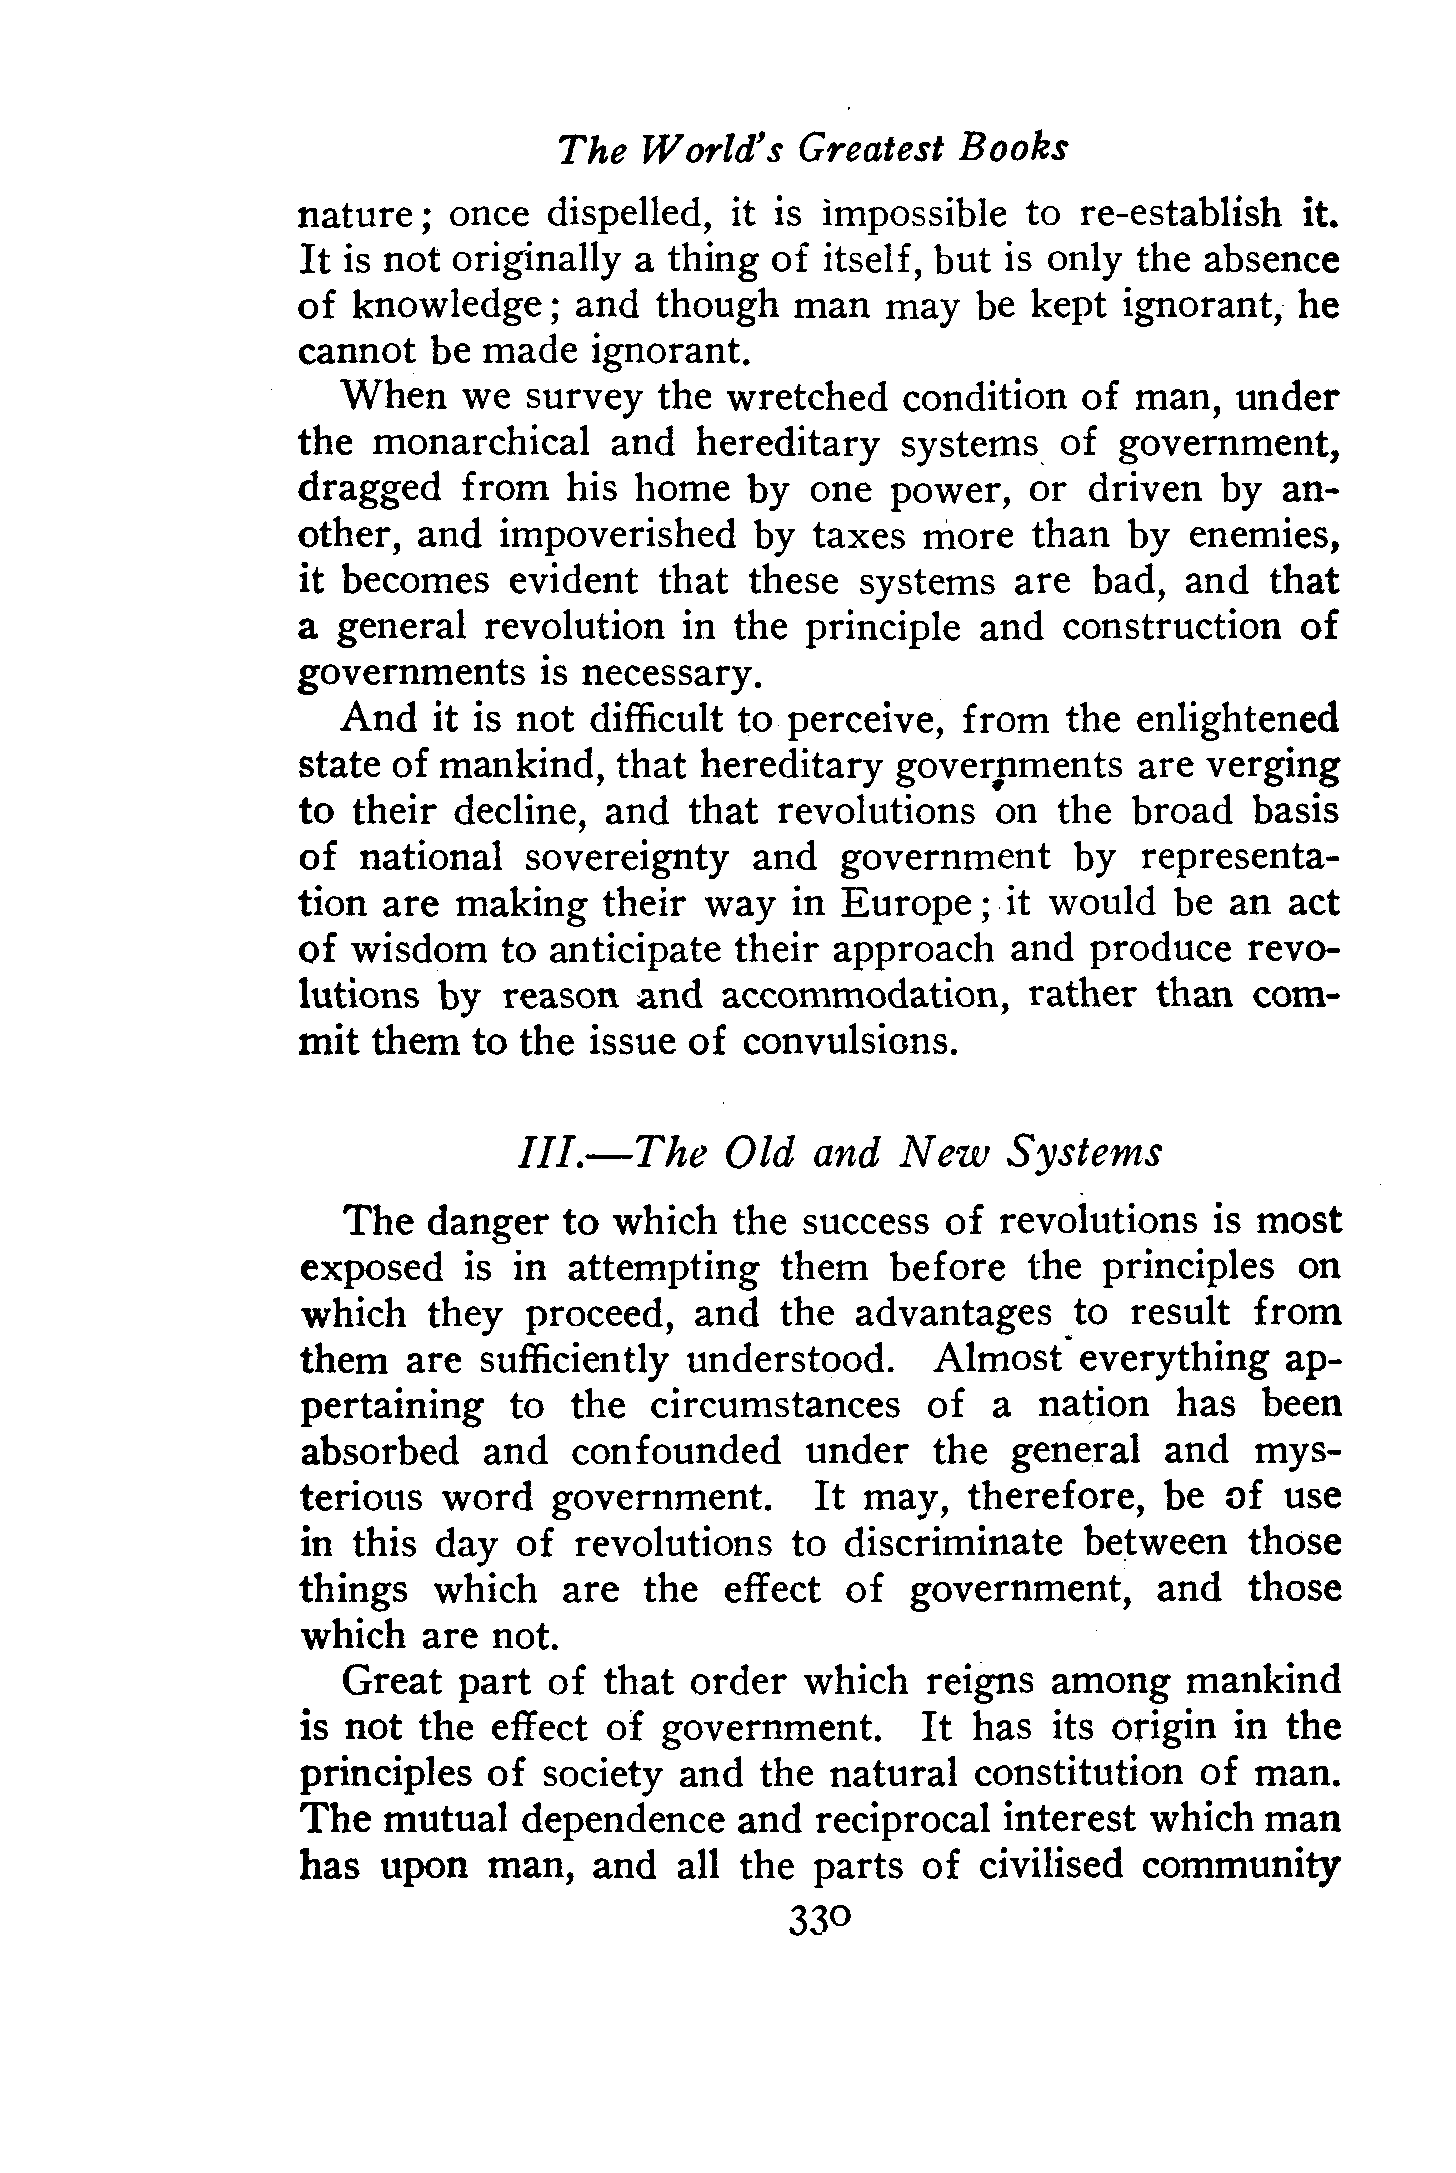 The World's Greatest Books
nature; once dispelled, it is impossible to re-establish it.
It is not originally a thing of itself, but is only the absence
of knowledge; and though man may be kept ignorant, he
cannot be made ignorant.
When we survey the wretched condition of man, under
the monarchical and hereditary systems of government,
dragged from his home by one power, or driven by an-
other, and impoverished by taxes more than by enemies,
it becomes evident that these systems are bad, and that
a general revolution in the principle and construction of
governments is necessary.
And it is not difficult to perceive, from the enlightened
state of mankind, that hereditary governments are verging
to their decline, and that revolutions on the broad basis
of national sovereignty and government by representa-
tion are making their way in Europe; it would be an act
of wisdom to anticipate their approach and produce revo-
lutions by reason and accommodation, rather than com-
mit them to the issue of convulsions.
III.—The Old and New Systems
The danger to which the success of revolutions is most
exposed is in attempting them before the principles on
which they proceed, and the advantages to result from
them are sufficiently understood. Almost everything ap-
pertaining to the circumstances of a nation has been
absorbed and confounded under the general and mys-
terious word government. It may, therefore, be of use
in this day of revolutions to discriminate between those
things which are the effect of government, and those
which are not.
Great part of that order which reigns among mankind
is not the effect of government. It has its origin in the
principles of society and the natural constitution of man.
The mutual dependence and reciprocal interest which man
has upon man, and all the parts of civilised community
330